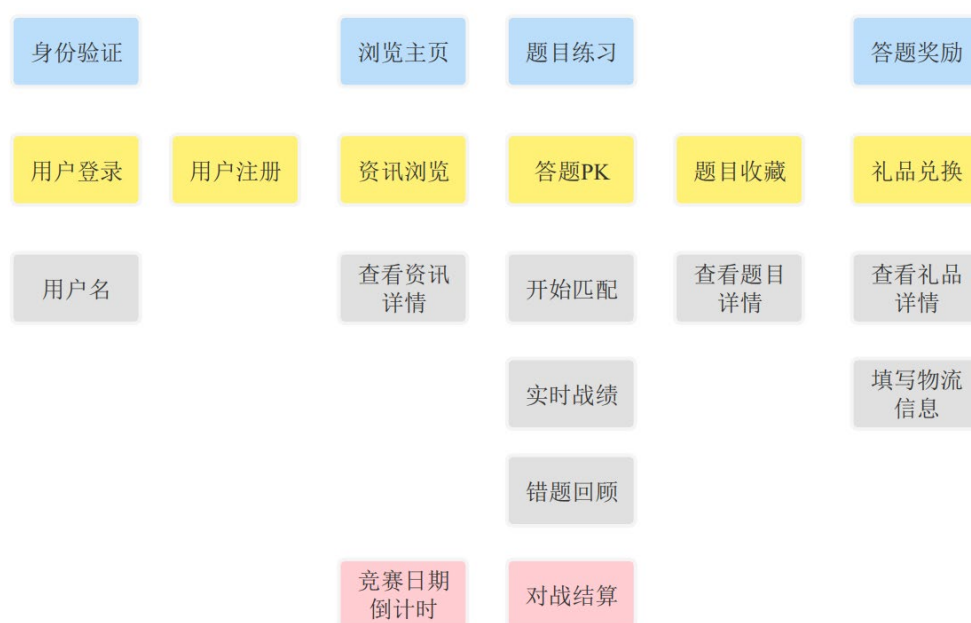 身份验证
浏览主页
题目练习
答题奖励
用户登录
用户注册
资讯浏览
答题PK
题目收藏
礼品兑换
用户名
查看资讯
详情
开始匹配
查看题目
详情
查看礼品
详情
实时战绩
填写物流
信息
错题回顾
竞赛日期
倒计时
对战结算